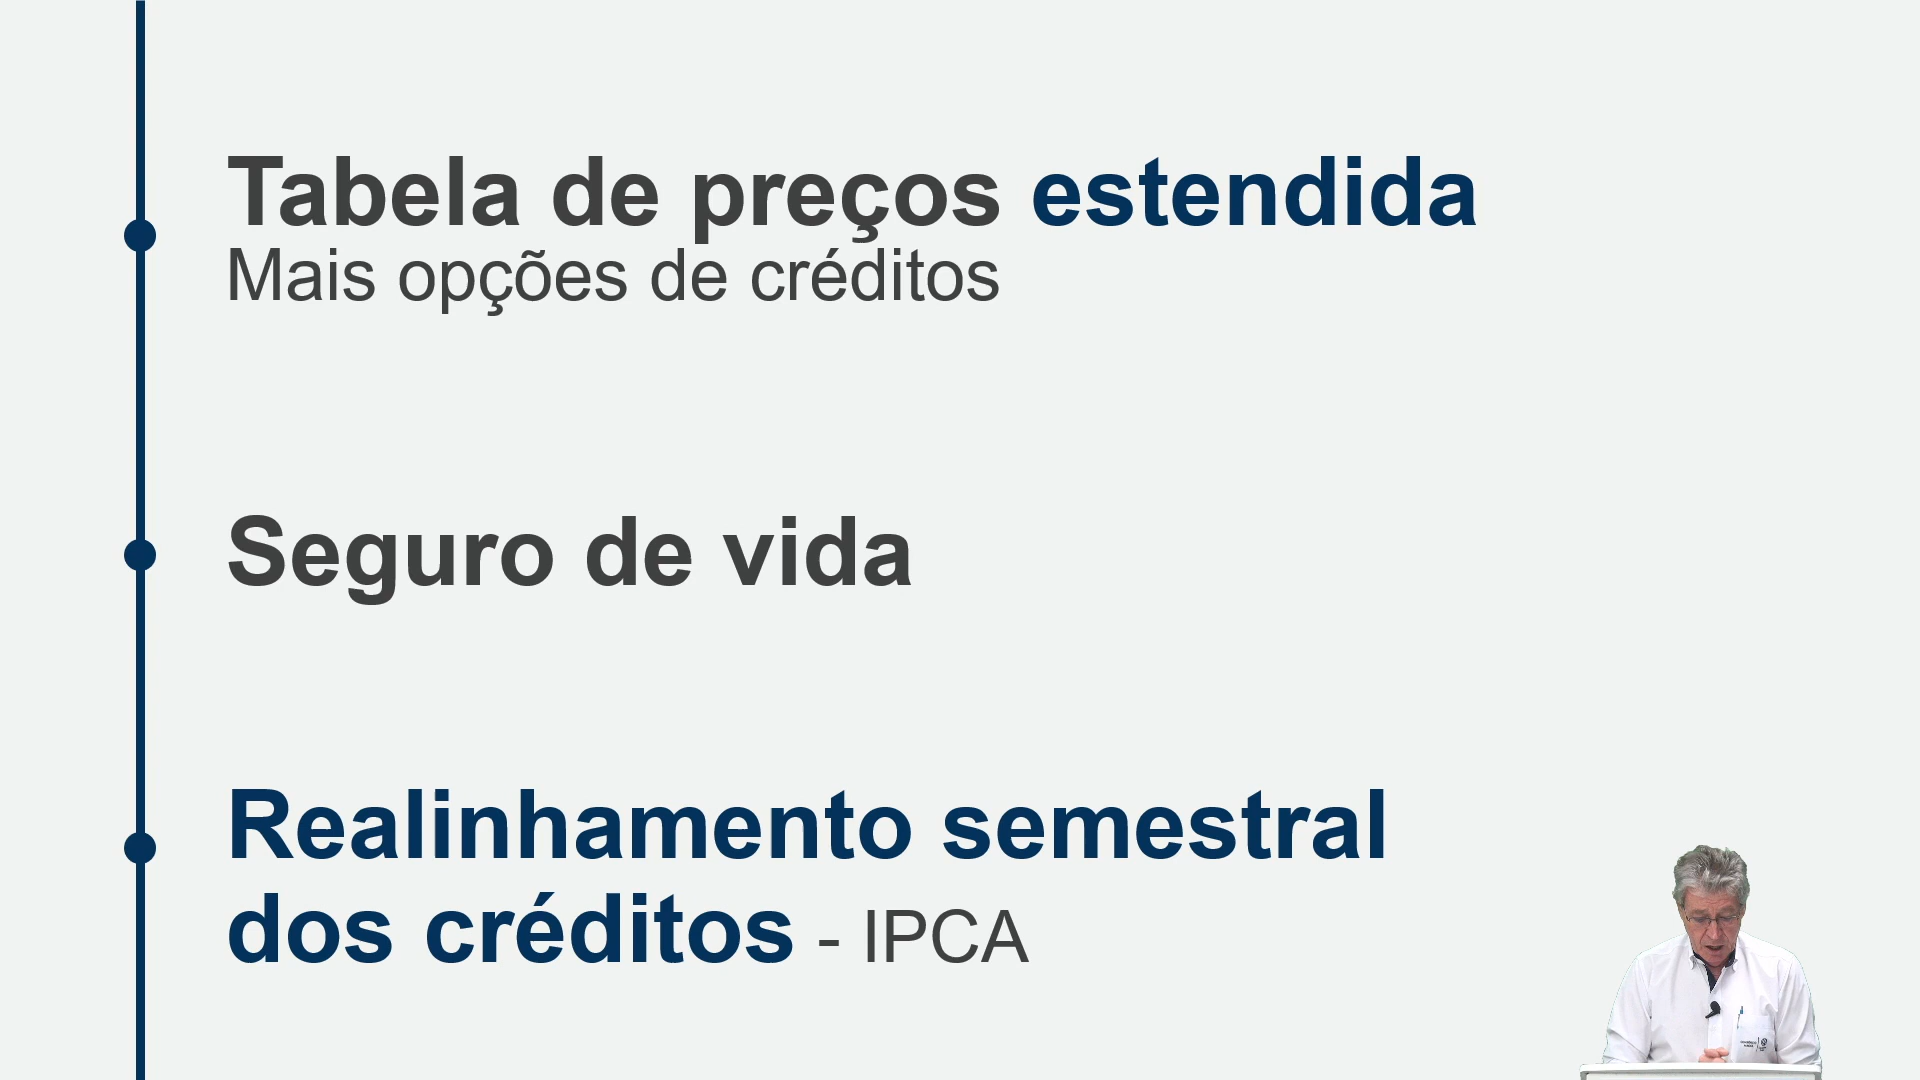 Tabela de preços estendida
Mais opções de créditos
Seguro de vida
Realinhamento semestral
dos créditos - IPCA